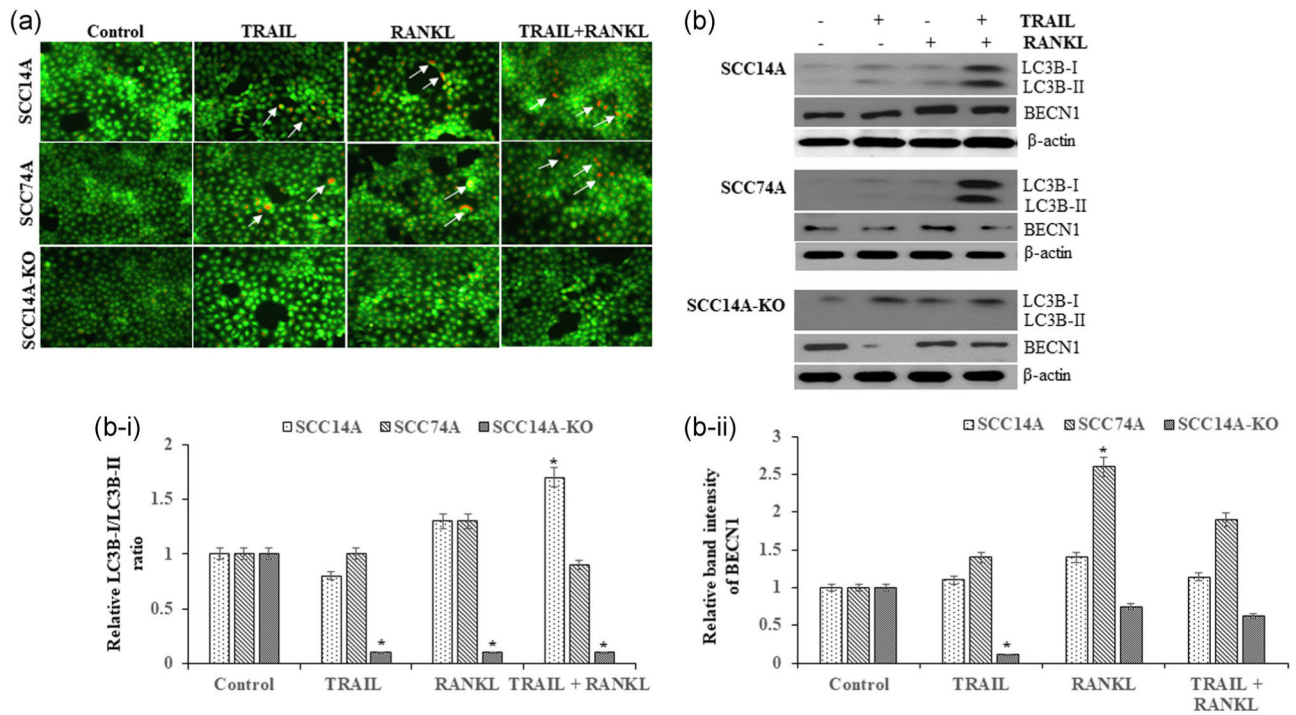 (a)
Control TRAIL RANKL TRAIL+RANKL
SCC14A
SCC74A
SCC14A-KO
(b)
- + - + TRAIL
- - + + RANKL
SCC14A LC3B-I
LC3B-II
BECN1
β-actin
SCC74A LC3B-I
LC3B-II
BECN1
β-actin
SCC14A-KO LC3B-I
LC3B-II
BECN1
β-actin
(b-i)
SCC14A SCC74A SCC14A-KO
Relative LC3B-I/LC3B-II
ratio
2
1.5
1
0.5
0
* * * *
Control TRAIL RANKL TRAIL + RANKL
(b-ii)
SCC14A SCC74A SCC14A-KO
Relative band intensity
of BECN1
3
2.5
2
1.5
1
0.5
0
* *
Control TRAIL RANKL TRAIL +
RANKL